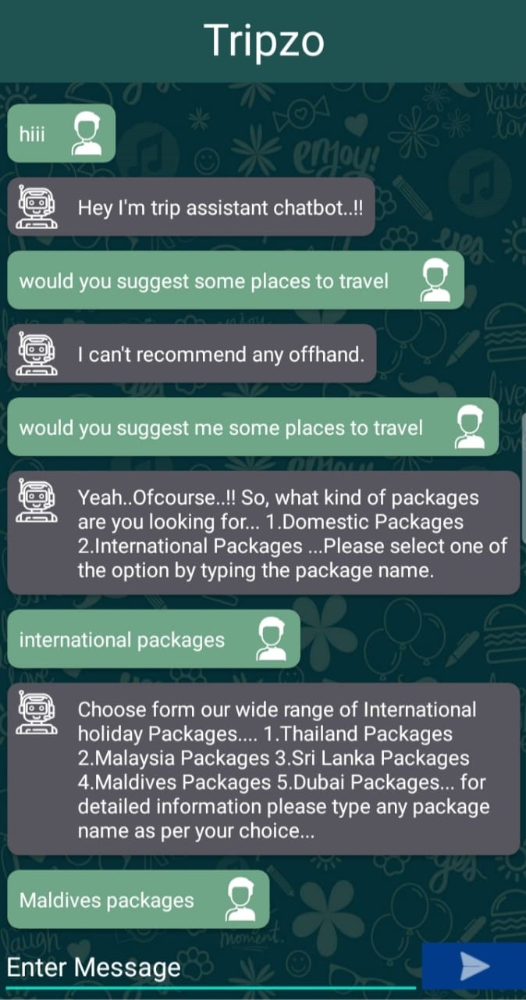 Tripzo
hiii
Hey I'm trip assistant chatbot..!!
would you suggest some places to travel
I can't recommend any offhand.
would you suggest me some places to travel
Yeah..Ofcourse..!! So, what kind of packages
are you looking for... 1.Domestic Packages
2.International Packages ...Please select one of
the option by typing the package name.
international packages
Choose form our wide range of International
holiday Packages.... 1.Thailand Packages
2.Malaysia Packages 3.Sri Lanka Packages
4.Maldives Packages 5.Dubai Packages... for
detailed information please type any package
name as per your choice...
Maldives packages
Enter Message
enjoy!
yes
laugh
moment.